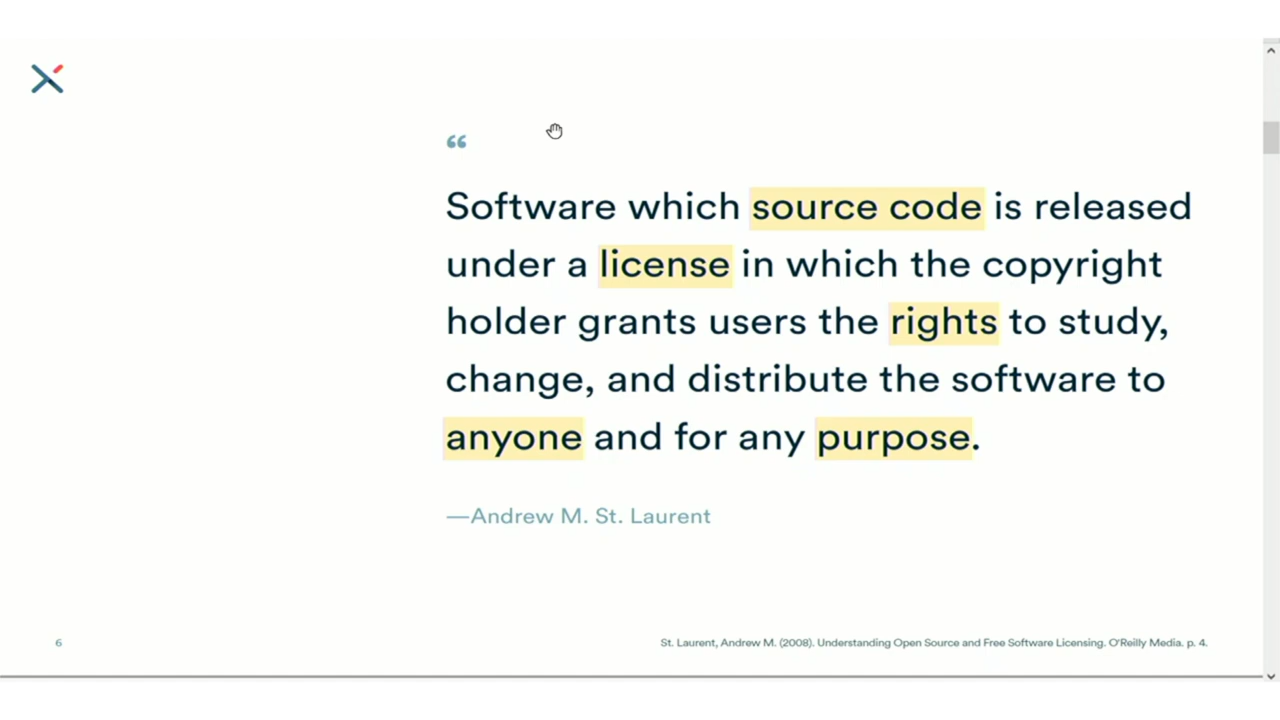 “
Software which source code is released
under a license in which the copyright
holder grants users the rights to study,
change, and distribute the software to
anyone and for any purpose.
—Andrew M. St. Laurent
6
St. Laurent, Andrew M. (2008). Understanding Open Source and Free Software Licensing. O'Reilly Media. p. 4.